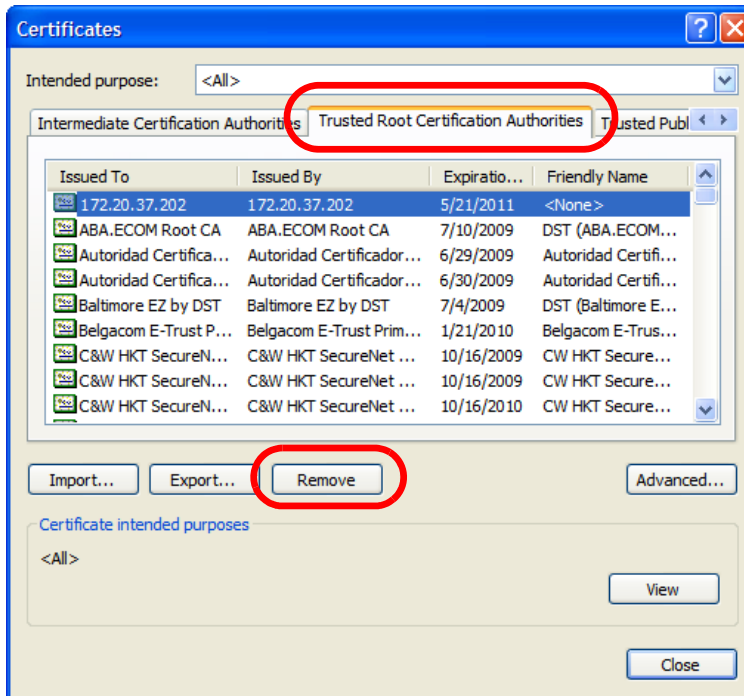 Certificates
Intended purpose: <All>
Intermediate Certification Authorities Trusted Root Certification Authorities Trusted Publ
Issued To Issued By Expiratio... Friendly Name
172.20.37.202 172.20.37.202 5/21/2011 <None>
ABA.ECOM Root CA ABA.ECOM Root CA 7/10/2009 DST (ABA.ECOM...
Autoridad Certifica... Autoridad Certificador... 6/29/2009 Autoridad Certifi...
Autoridad Certifica... Autoridad Certificador... 6/30/2009 Autoridad Certifi...
Baltimore EZ by DST Baltimore EZ by DST 7/4/2009 DST (Baltimore E...
Belgacom E-Trust P... Belgacom E-Trust Prim... 1/21/2010 Belgacom E-Trus...
C&W HKT SecureN... C&W HKT SecureNet ... 10/16/2009 CW HKT Secure...
C&W HKT SecureN... C&W HKT SecureNet ... 10/16/2009 CW HKT Secure...
C&W HKT SecureN... C&W HKT SecureNet ... 10/16/2010 CW HKT Secure...
Import... Export... Remove Advanced...
Certificate intended purposes
<All>
View
Close